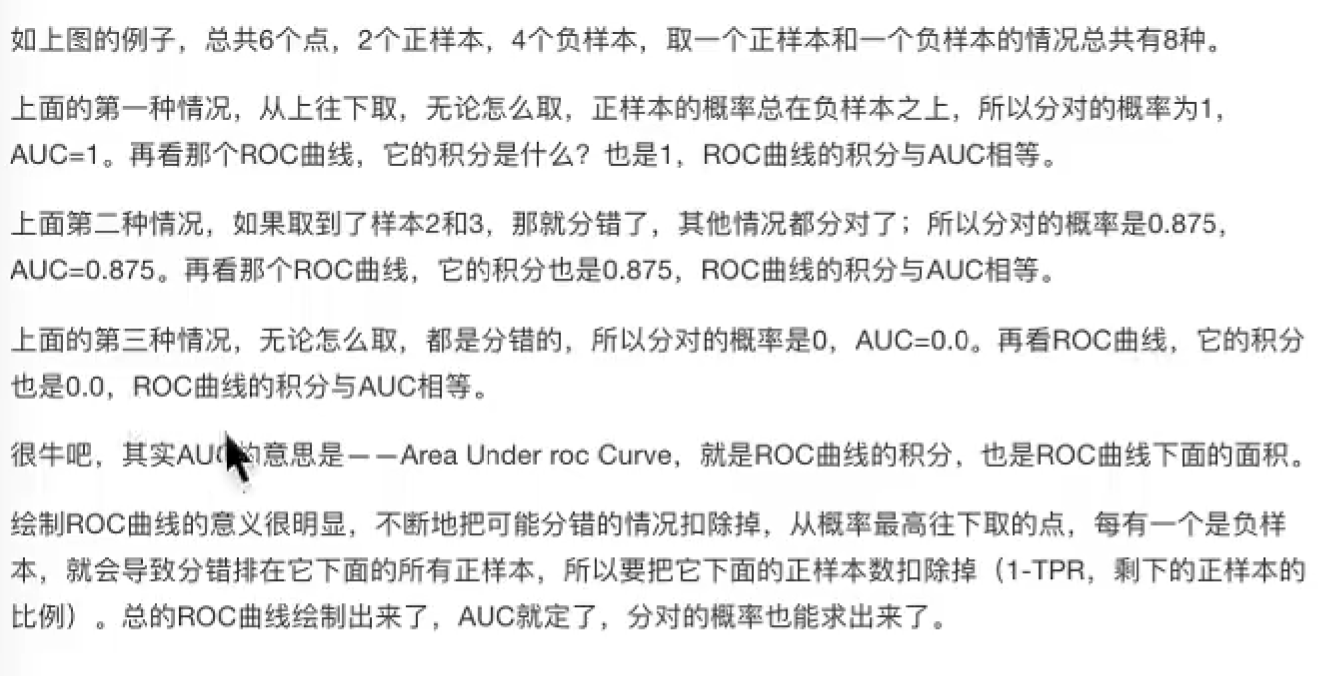 如上图的例子，总共6个点，2个正样本，4个负样本，取一个正样本和一个负样本的情况总共有8种。
上面的第一种情况，从上往下取，无论怎么取，正样本的概率总在负样本之上，所以分对的概率为1，
AUC=1。再看那个ROC曲线，它的积分是什么？也是1，ROC曲线的积分与AUC相等。
上面第二种情况，如果取到了样本2和3，那就分错了，其他情况都分对了；所以分对的概率是0.875，
AUC=0.875。再看那个ROC曲线，它的积分也是0.875，ROC曲线的积分与AUC相等。
上面的第三种情况，无论怎么取，都是分错的，所以分对的概率是0，AUC=0.0。再看ROC曲线，它的积分
也是0.0，ROC曲线的积分与AUC相等。
很牛吧，其实AUC的意思是——Area Under roc Curve，就是ROC曲线的积分，也是ROC曲线下面的面积。
绘制ROC曲线的意义很明显，不断地把可能分错的情况扣除掉，从概率最高往下取的点，每有一个是负样
本，就会导致分错排在它下面的所有正样本，所以要把它下面的正样本数扣除掉（1-TPR，剩下的正样本的
比例）。总的ROC曲线绘制出来了，AUC就定了，分对的概率也能求出来了。